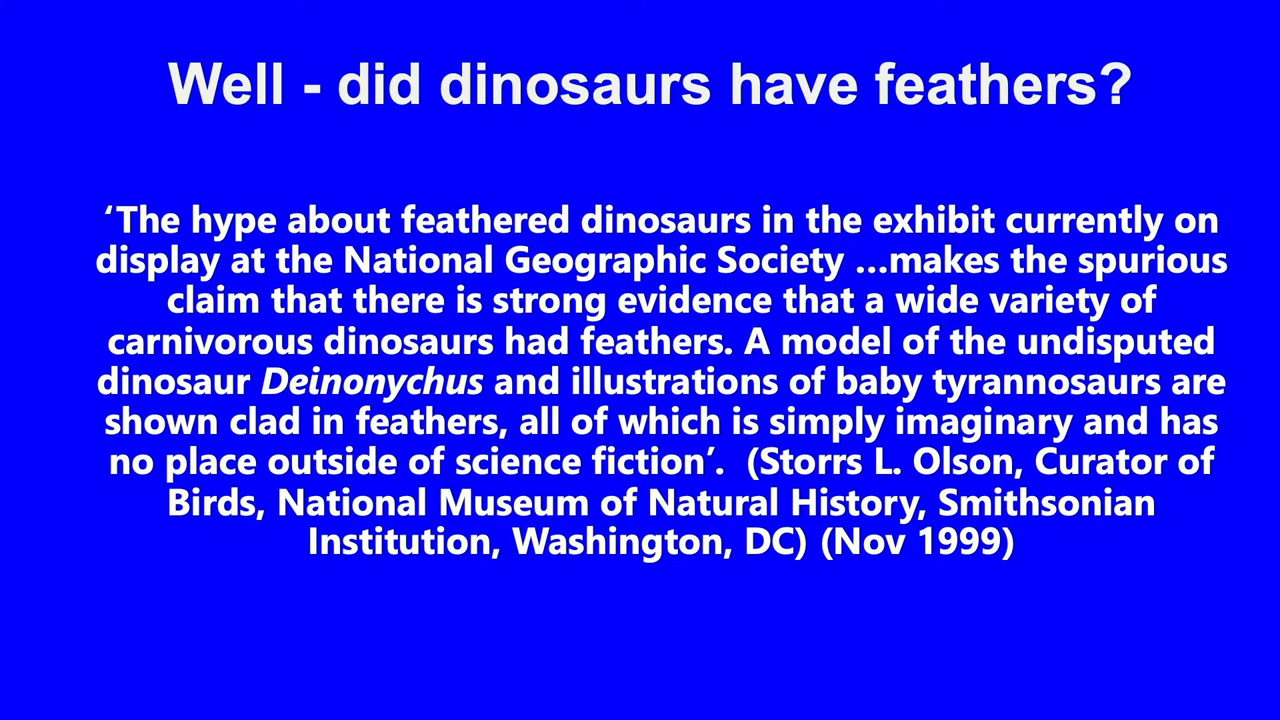 Well - did dinosaurs have feathers?
‘The hype about feathered dinosaurs in the exhibit currently on
display at the National Geographic Society ...makes the spurious
claim that there is strong evidence that a wide variety of
carnivorous dinosaurs had feathers. A model of the undisputed
dinosaur Deinonychus and illustrations of baby tyrannosaurs are
shown clad in feathers, all of which is simply imaginary and has
no place outside of science fiction’.  (Storrs L. Olson, Curator of
Birds, National Museum of Natural History, Smithsonian
Institution, Washington, DC) (Nov 1999)